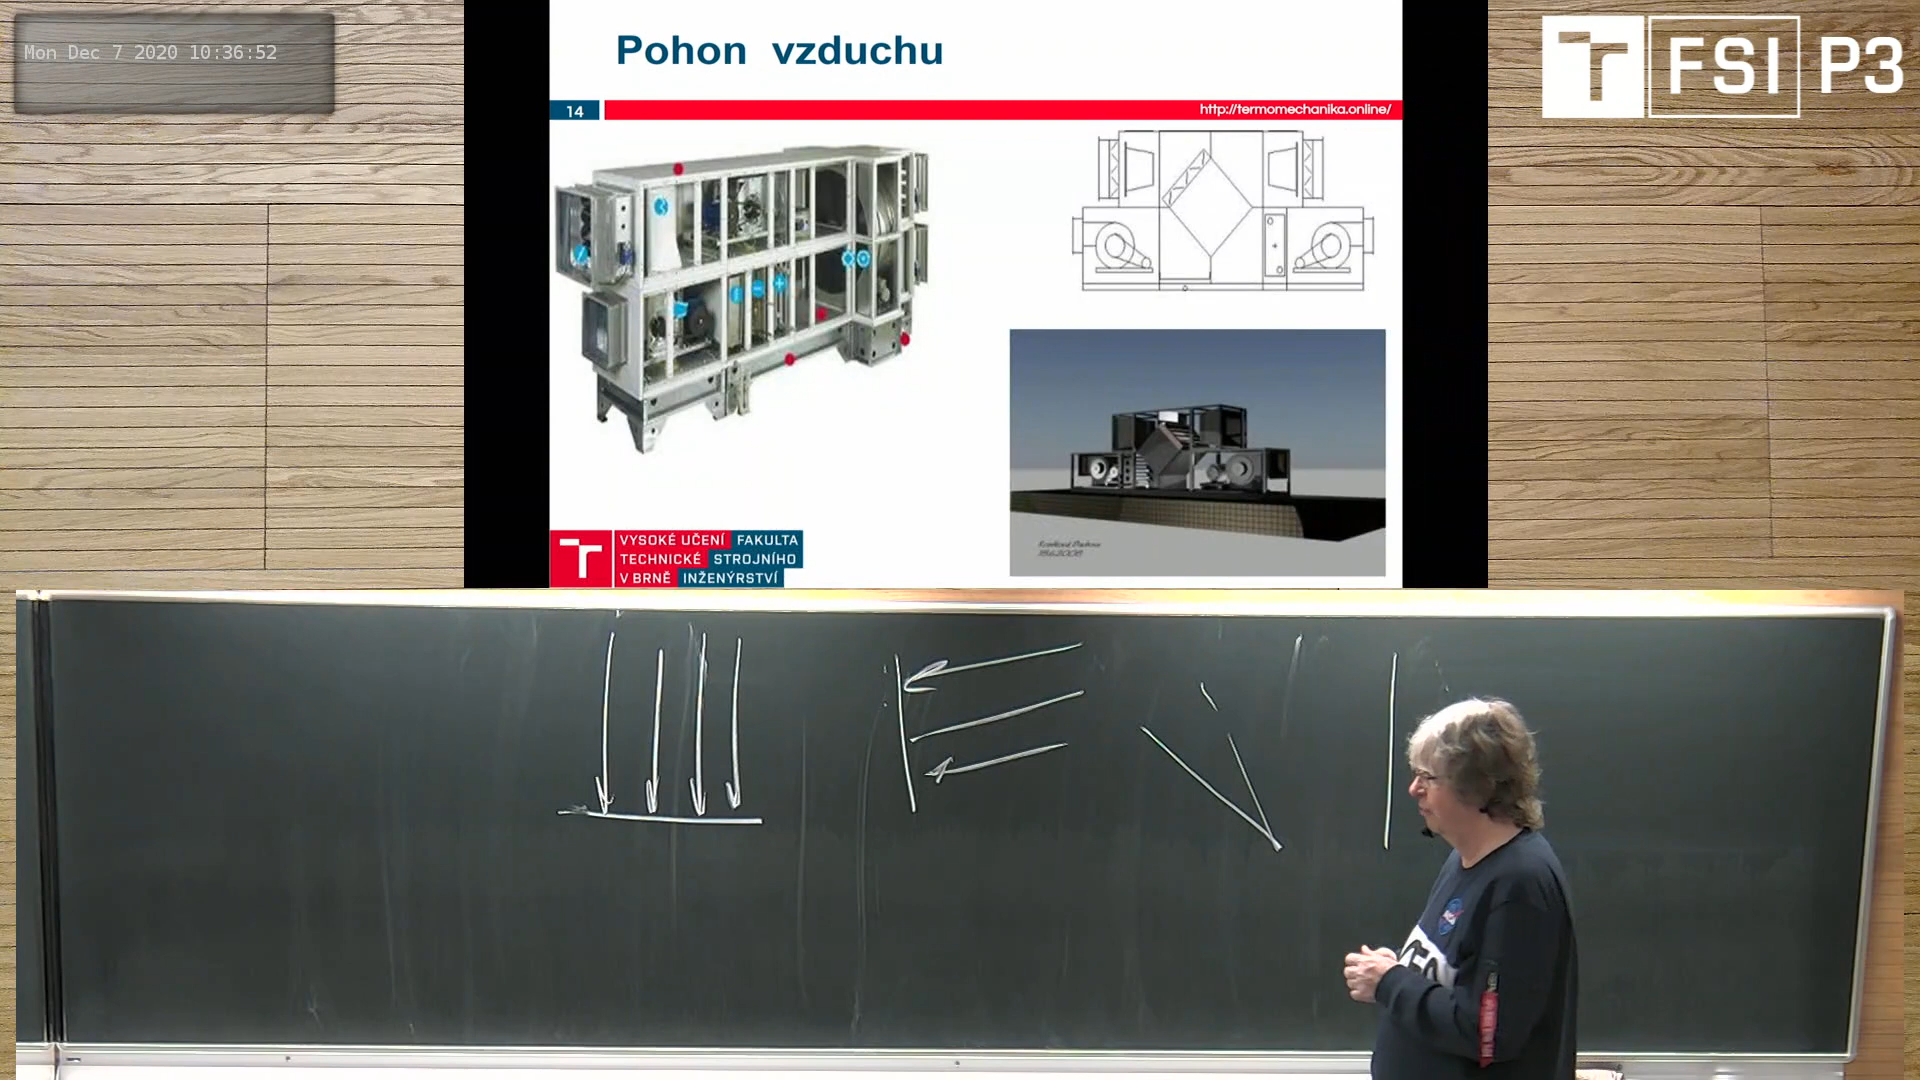 Mon Dec 7 2020 10:36:52
Pohon vzduchu
14
http://termomechanika.online/
FSI P3
VYSOKÉ UČENÍ FAKULTA
TECHNICKÉ STROJNÍHO
V BRNĚ INŽENÝRSTVÍ